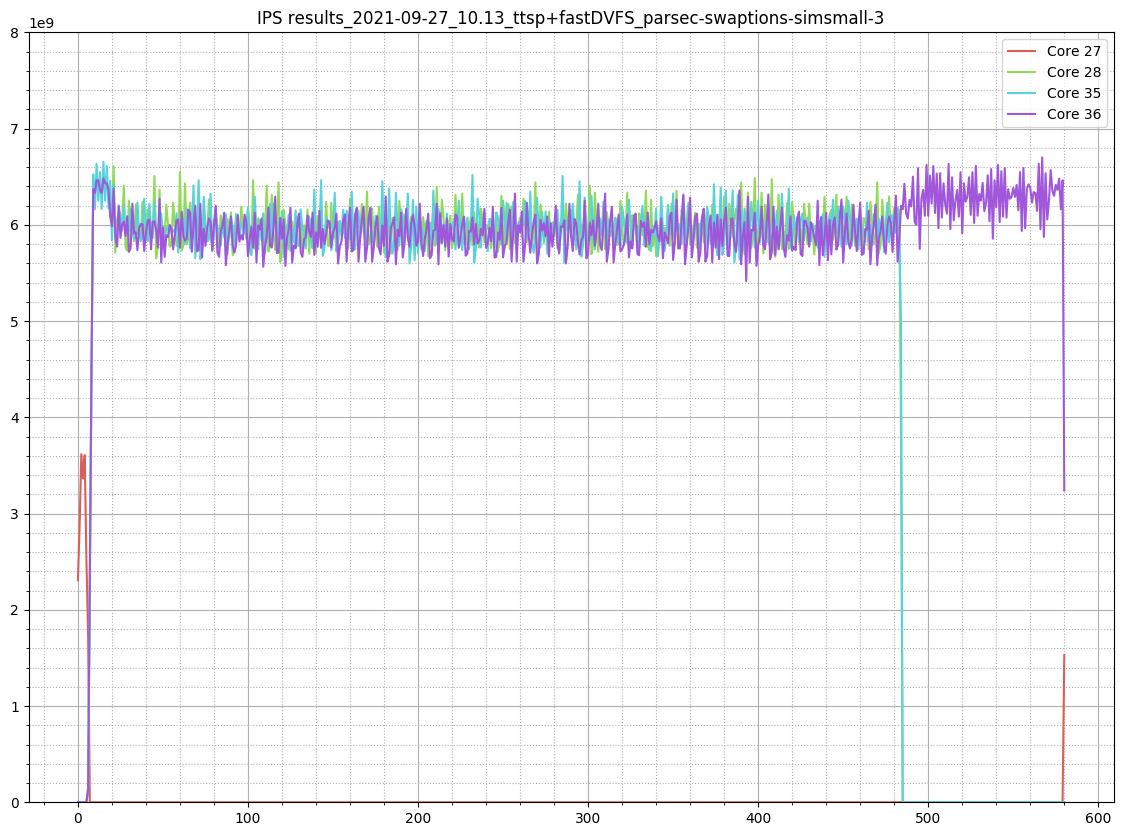 IPS results_2021-09-27_10.13_ttsp+fastDVFS_parsec-swaptions-simsmall-3
1e9
8
7
6
5
4
3
2
1
0
Core 27
Core 28
Core 35
Core 36
0 100 200 300 400 500 600